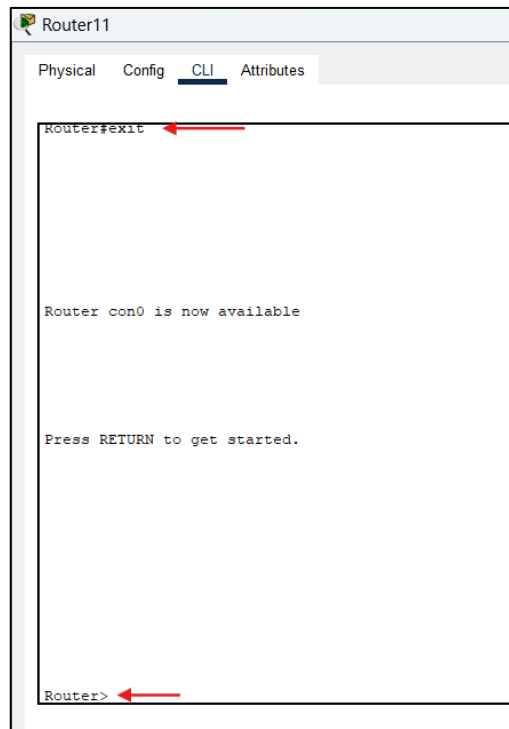 Router11
Physical Config CLI Attributes
Router#exit
Router con0 is now available
Press RETURN to get started.
Router>